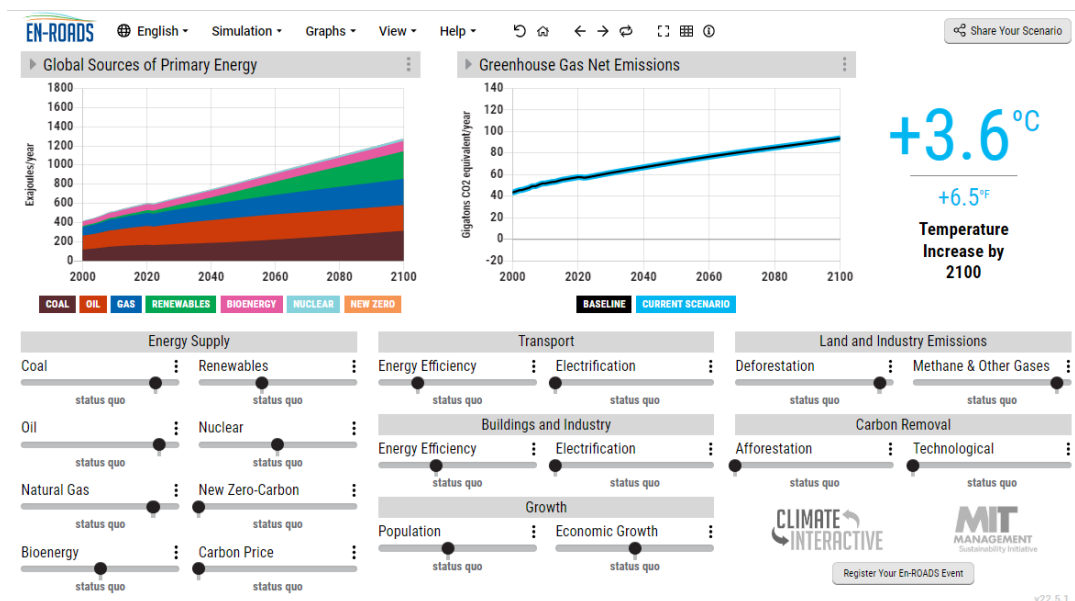 EN-ROADS
English
Simulation
Graphs
View
Help
Share Your Scenario
Global Sources of Primary Energy
Exajoules/year
1800
1600
1400
1200
1000
800
600
400
200
0
2000
2020
2040
2060
2080
2100
COAL
OIL
GAS
RENEWABLES
BIOENERGY
NUCLEAR
NEW ZERO
Greenhouse Gas Net Emissions
Gigatons CO2 equivalent/year
140
120
100
80
60
40
20
0
-20
2000
2020
2040
2060
2080
2100
BASELINE
CURRENT SCENARIO
+3.6°C
+6.5°F
Temperature
Increase by
2100
Energy Supply
Coal
status quo
Renewables
status quo
Oil
status quo
Nuclear
status quo
Natural Gas
status quo
New Zero-Carbon
status quo
Bioenergy
status quo
Carbon Price
status quo
Transport
Energy Efficiency
status quo
Electrification
status quo
Buildings and Industry
Energy Efficiency
status quo
Electrification
status quo
Growth
Population
status quo
Economic Growth
status quo
Land and Industry Emissions
Deforestation
status quo
Methane & Other Gases
status quo
Carbon Removal
Afforestation
status quo
Technological
status quo
CLIMATE
INTERACTIVE
MIT
MANAGEMENT
Sustainability Initiative
Register Your En-ROADS Event
v22.5.1